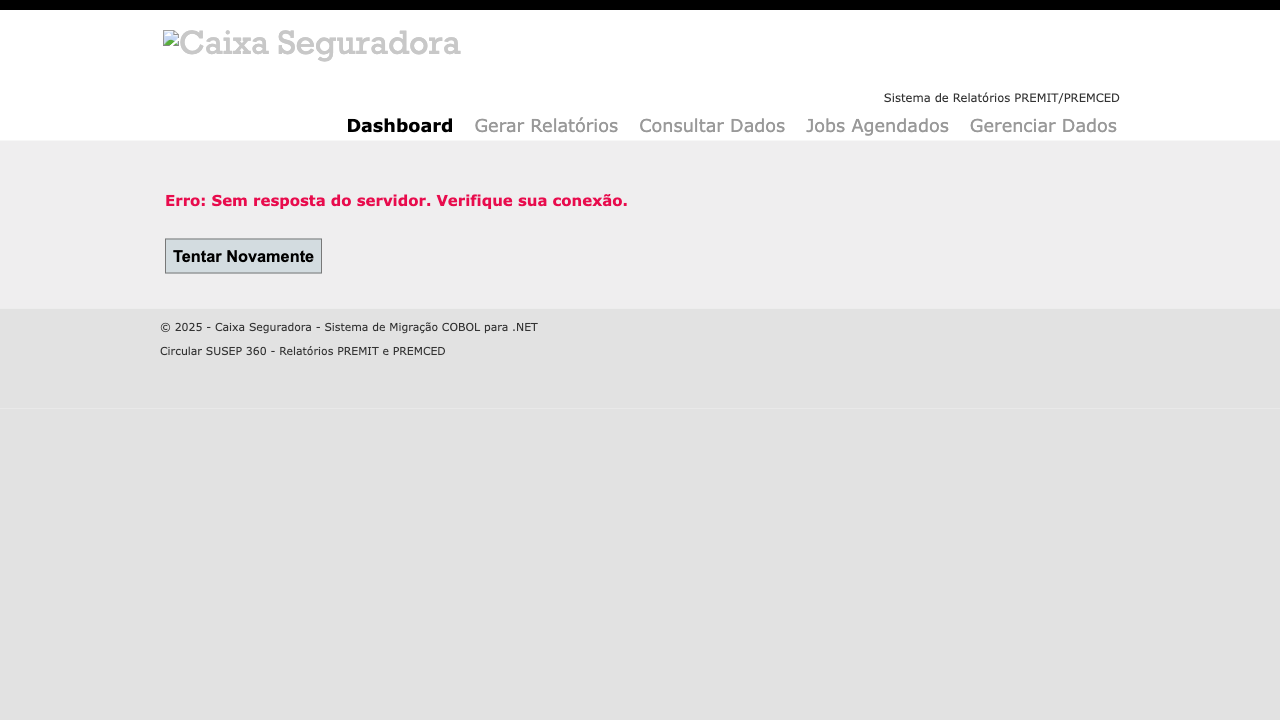 Caixa Seguradora
Sistema de Relatórios PREMIT/PREMCED
Dashboard Gerar Relatórios Consultar Dados Jobs Agendados Gerenciar Dados
Erro: Sem resposta do servidor. Verifique sua conexão.
Tentar Novamente
© 2025 - Caixa Seguradora - Sistema de Migração COBOL para .NET
Circular SUSEP 360 - Relatórios PREMIT e PREMCED